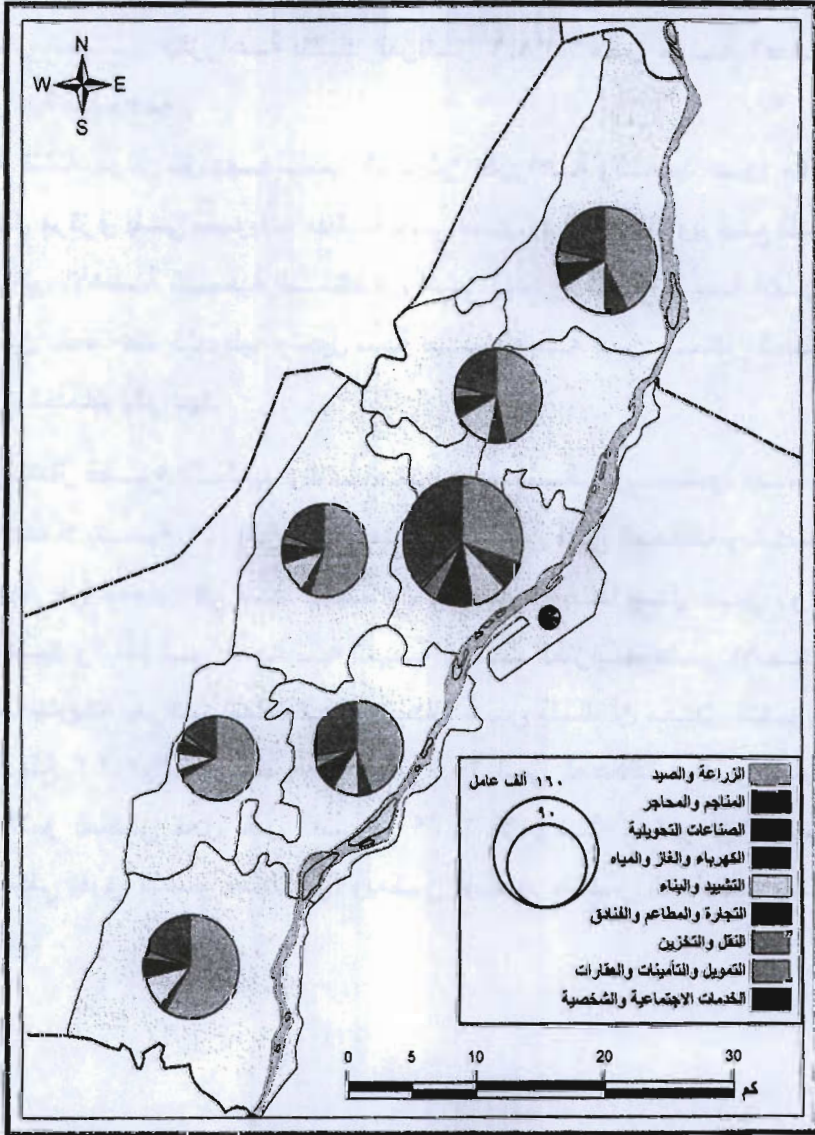 N
W E
S
١٦٠ ألف عامل
٩٠
الزراعة والصيد
المناجم والمحاجر
الصناعات التحويلية
الكهرباء والغاز والمياه
التشييد والبناء
التجارة والمطاعم والفنادق
النقل والتخزين
التمويل والتأمينات والعقارات
الخدمات الاجتماعية والشخصية
0 5 10 20 30
كم